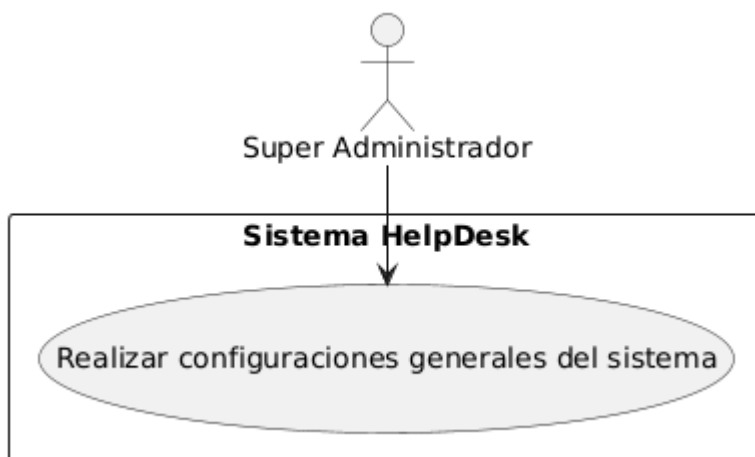 Super Administrador
Sistema HelpDesk
Realizar configuraciones generales del sistema